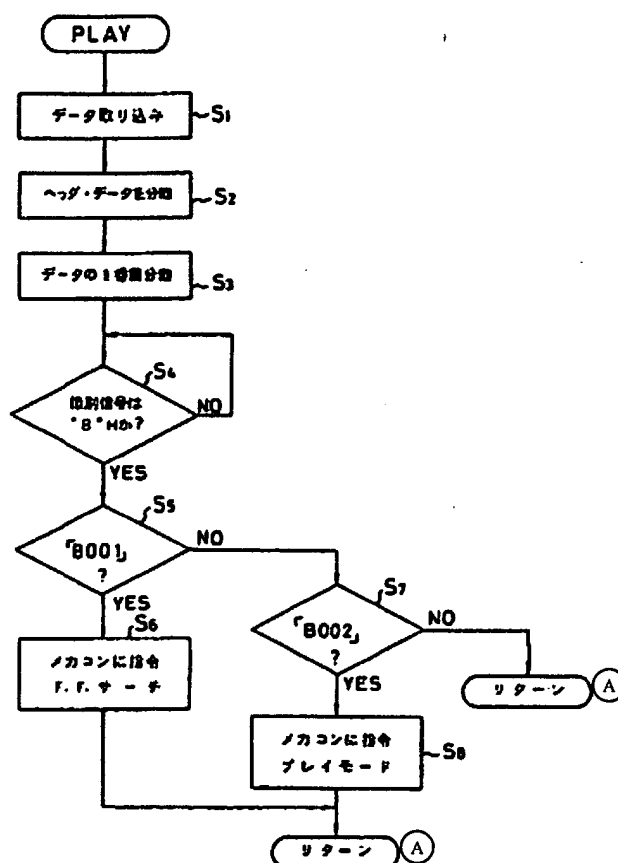 PLAY
データ取り込み
S1
ヘッダ・データを分離
S2
データの1番目分離
S3
S4
識別信号は
"B"Hか?
NO
YES
S5
「B001」
?
NO
YES
S6
メカコンに指令
F.F.サーチ
S7
「B002」
?
NO
リターン
A
YES
メカコンに指令
プレイモード
S8
リターン
A